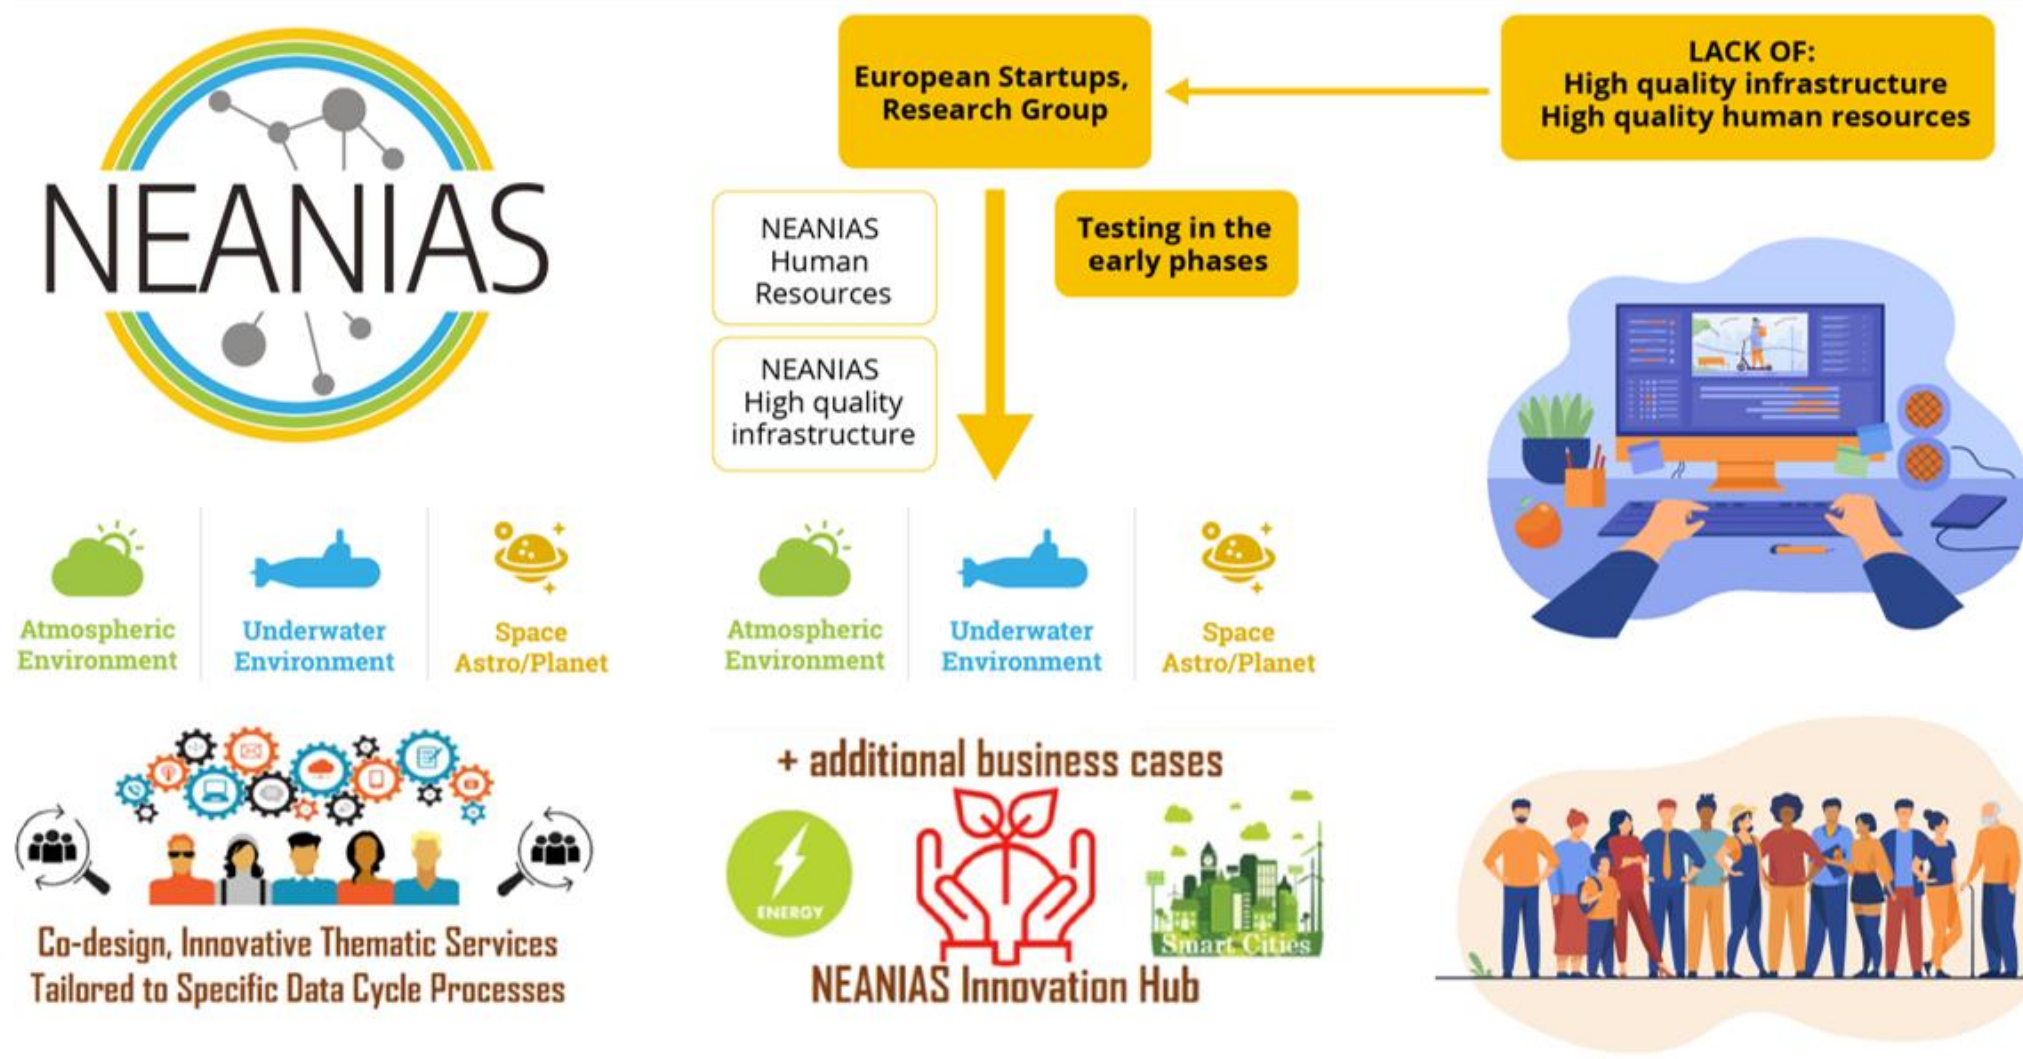 NEANIAS
Atmospheric
Environment
Underwater
Environment
Space
Astro/Planet
Co-design, Innovative Thematic Services
Tailored to Specific Data Cycle Processes
European Startups,
Research Group
NEANIAS
Human
Resources
Testing in the
early phases
NEANIAS
High quality
infrastructure
Atmospheric
Environment
Underwater
Environment
Space
Astro/Planet
+ additional business cases
ENERGY
Smart Cities
NEANIAS Innovation Hub
LACK OF:
High quality infrastructure
High quality human resources